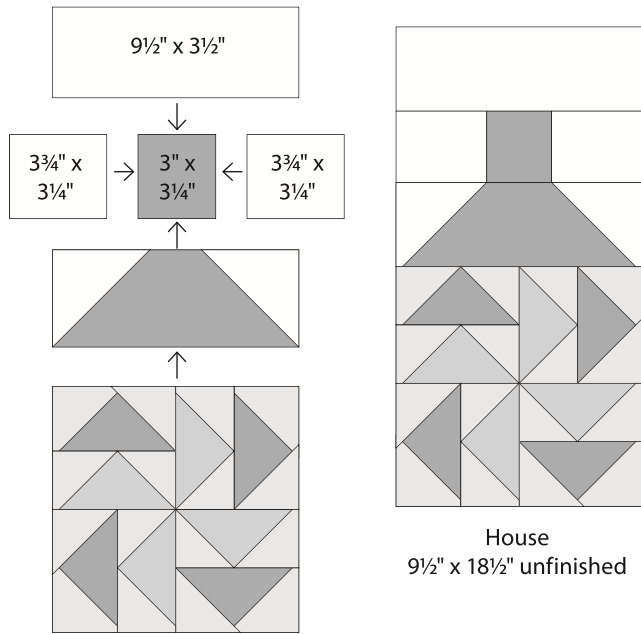 9½" x 3½"
3¾" x
3¼"
3" x
3¼"
3¾" x
3¼"
House
9½" x 18½" unfinished